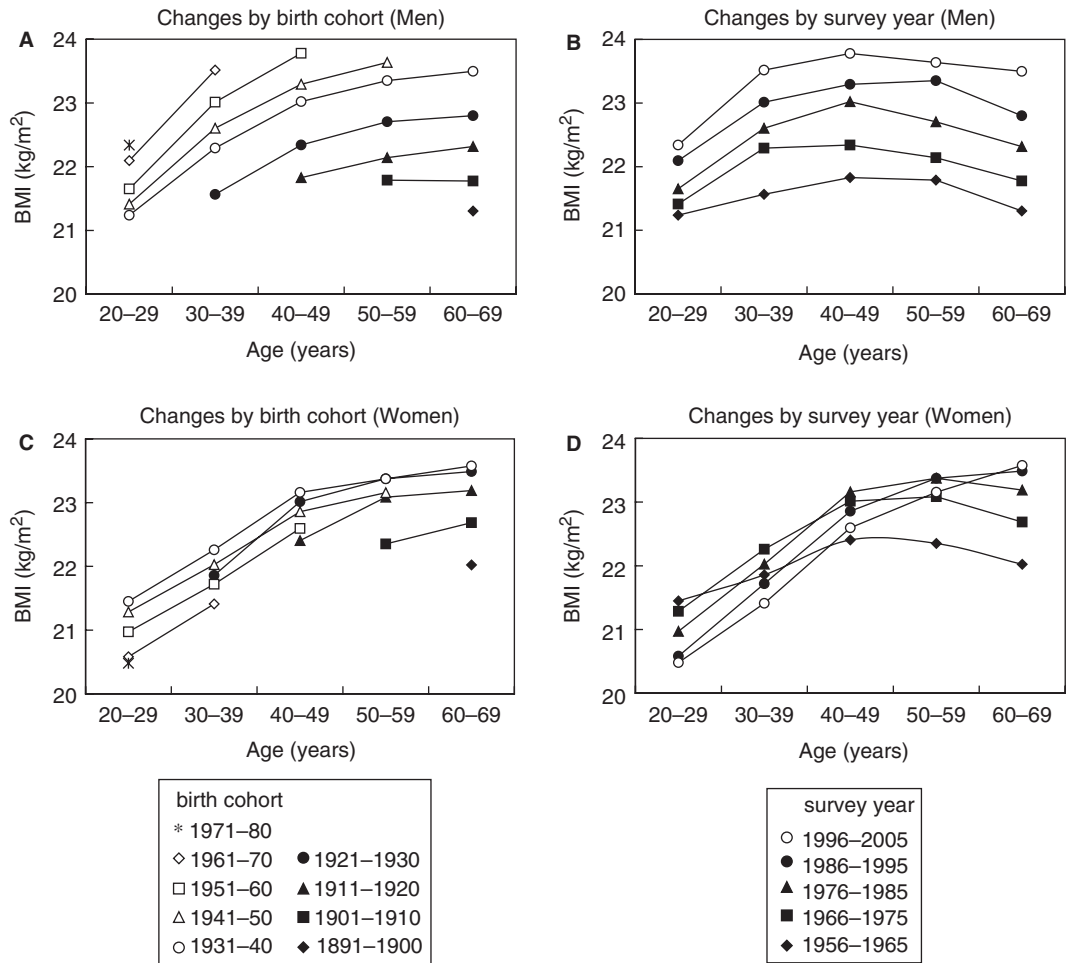 Changes by birth cohort (Men)
A
24
23
22
21
20
BMI (kg/m²)
20–29 30–39 40–49 50–59 60–69
Age (years)
Changes by survey year (Men)
B
24
23
22
21
20
BMI (kg/m²)
20–29 30–39 40–49 50–59 60–69
Age (years)
Changes by birth cohort (Women)
C
24
23
22
21
20
BMI (kg/m²)
20–29 30–39 40–49 50–59 60–69
Age (years)
Changes by survey year (Women)
D
24
23
22
21
20
BMI (kg/m²)
20–29 30–39 40–49 50–59 60–69
Age (years)
birth cohort
1971–80
1961–70
1951–60
1941–50
1931–40
1921–1930
1911–1920
1901–1910
1891–1900
survey year
1996–2005
1986–1995
1976–1985
1966–1975
1956–1965